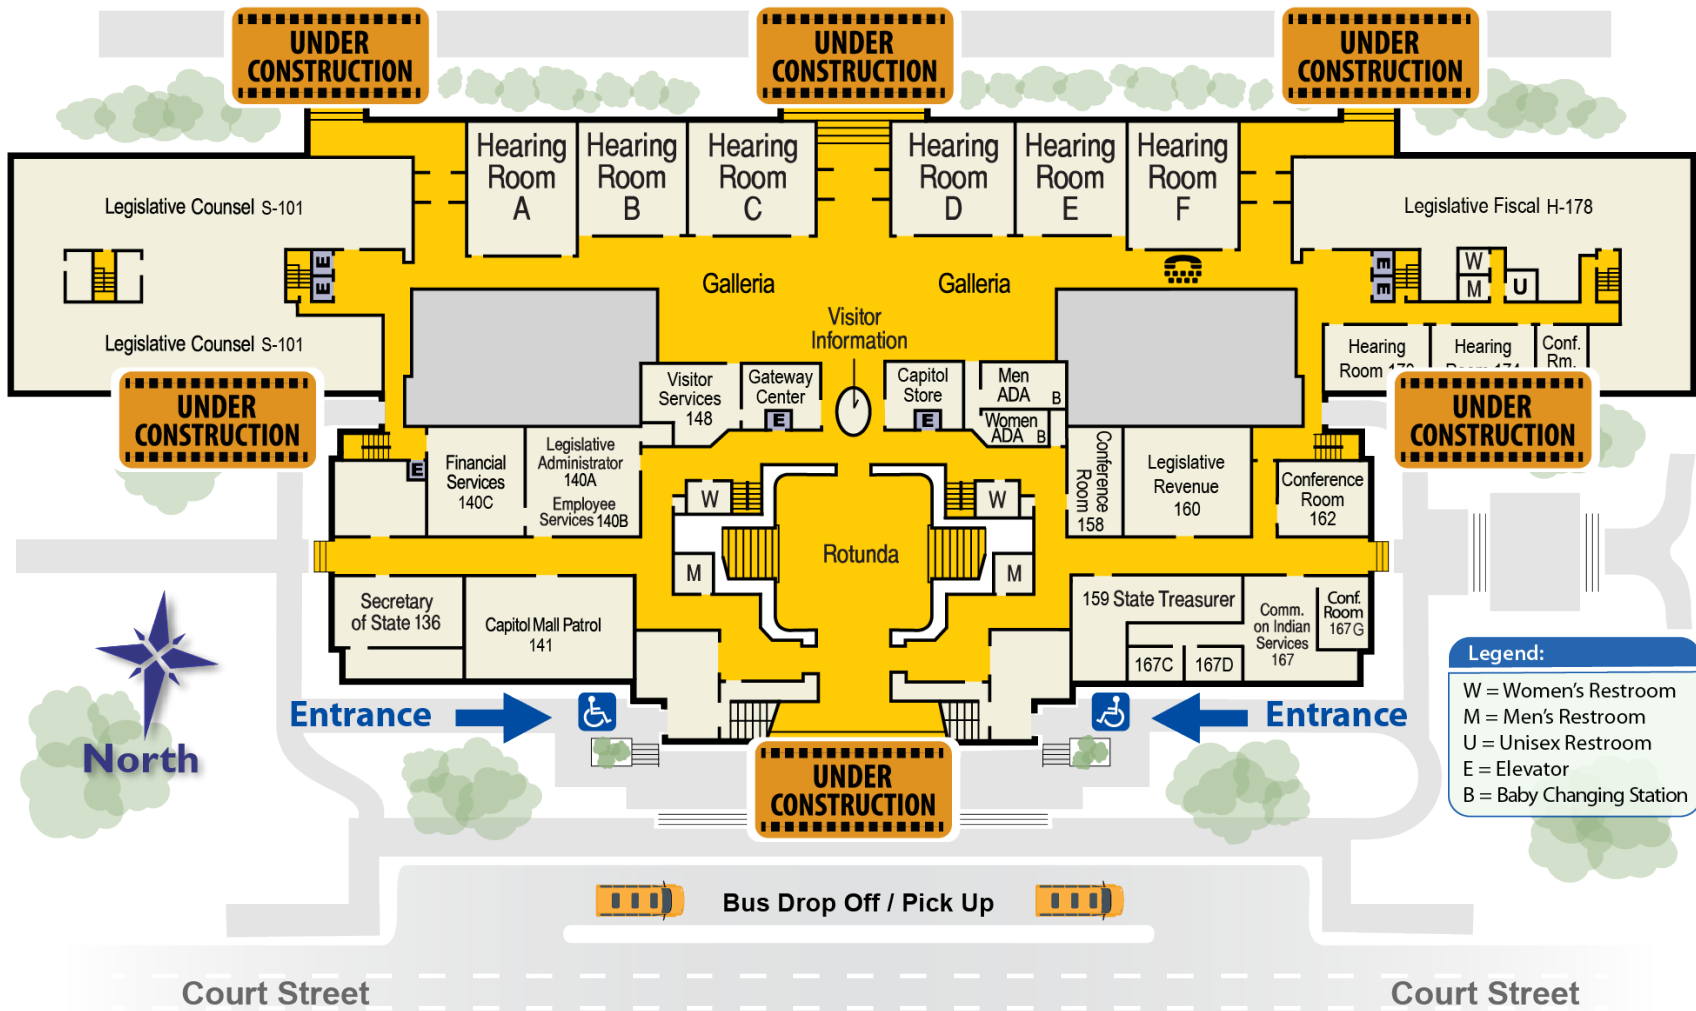 UNDER
CONSTRUCTION
UNDER
CONSTRUCTION
UNDER
CONSTRUCTION
Hearing
Room
A
Hearing
Room
B
Hearing
Room
C
Hearing
Room
D
Hearing
Room
E
Hearing
Room
F
Legislative Counsel S-101
Legislative Fiscal H-178
E
E
Galleria
Galleria
E
E
W
M
U
Visitor
Information
Legislative Counsel S-101
Hearing
Room
Hearing
Conf.
Rm.
UNDER
CONSTRUCTION
Visitor
Services
148
Gateway
Center
E
Capitol
Store
E
Men
ADA
B
Women
ADA
B
UNDER
CONSTRUCTION
E
Financial
Services
140C
Legislative
Administrator
140A
Employee
Services 140B
Conference
Room 158
Legislative
Revenue
160
Conference
Room
162
W
W
Rotunda
M
M
Secretary
of State 136
Capitol Mall Patrol
141
159 State Treasurer
167C
167D
Comm.
on Indian
Services
167
Conf.
Room
167G
North
Entrance
Entrance
Legend:
W = Women's Restroom
M = Men's Restroom
U = Unisex Restroom
E = Elevator
B = Baby Changing Station
UNDER
CONSTRUCTION
Bus Drop Off / Pick Up
Court Street
Court Street